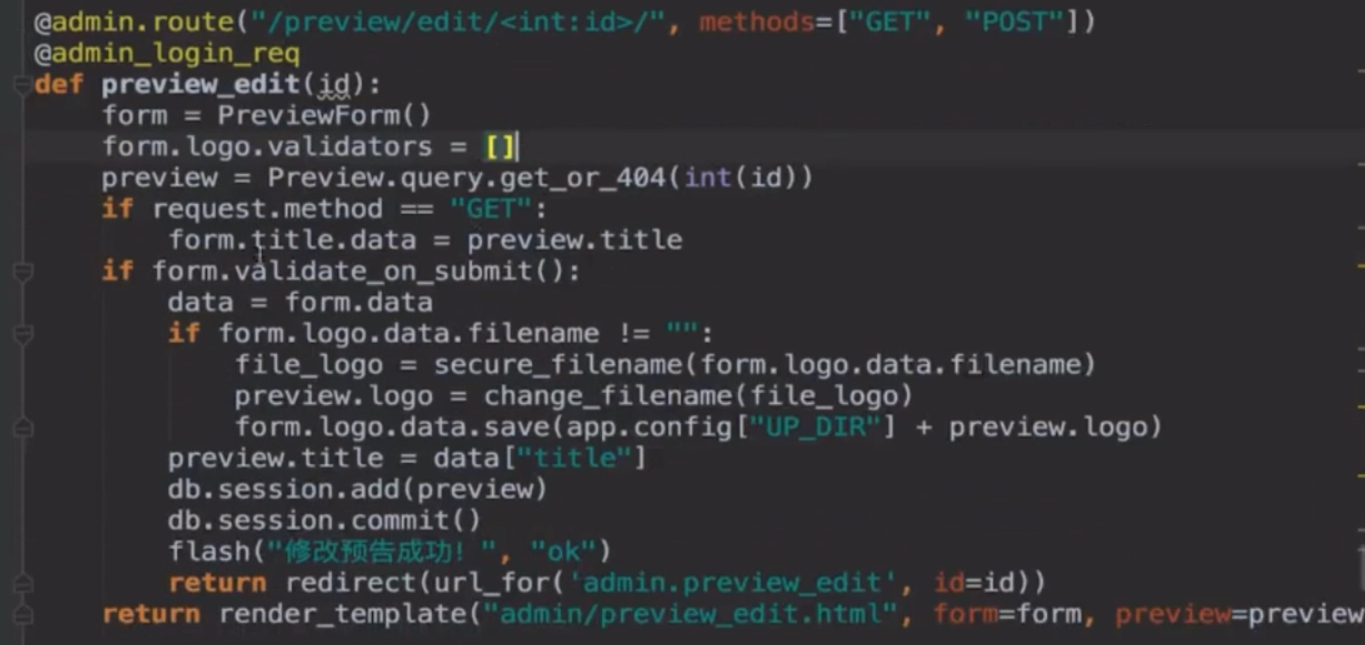 @admin.route("/preview/edit/<int:id>/", methods=["GET", "POST"])
@admin_login_req
def preview_edit(id):
    form = PreviewForm()
    form.logo.validators = []
    preview = Preview.query.get_or_404(int(id))
    if request.method == "GET":
        form.title.data = preview.title
    if form.validate_on_submit():
        data = form.data
        if form.logo.data.filename != "":
            file_logo = secure_filename(form.logo.data.filename)
            preview.logo = change_filename(file_logo)
            form.logo.data.save(app.config["UP_DIR"] + preview.logo)
        preview.title = data["title"]
        db.session.add(preview)
        db.session.commit()
        flash("修改预告成功！", "ok")
        return redirect(url_for('admin.preview_edit', id=id))
    return render_template("admin/preview_edit.html", form=form, preview=preview